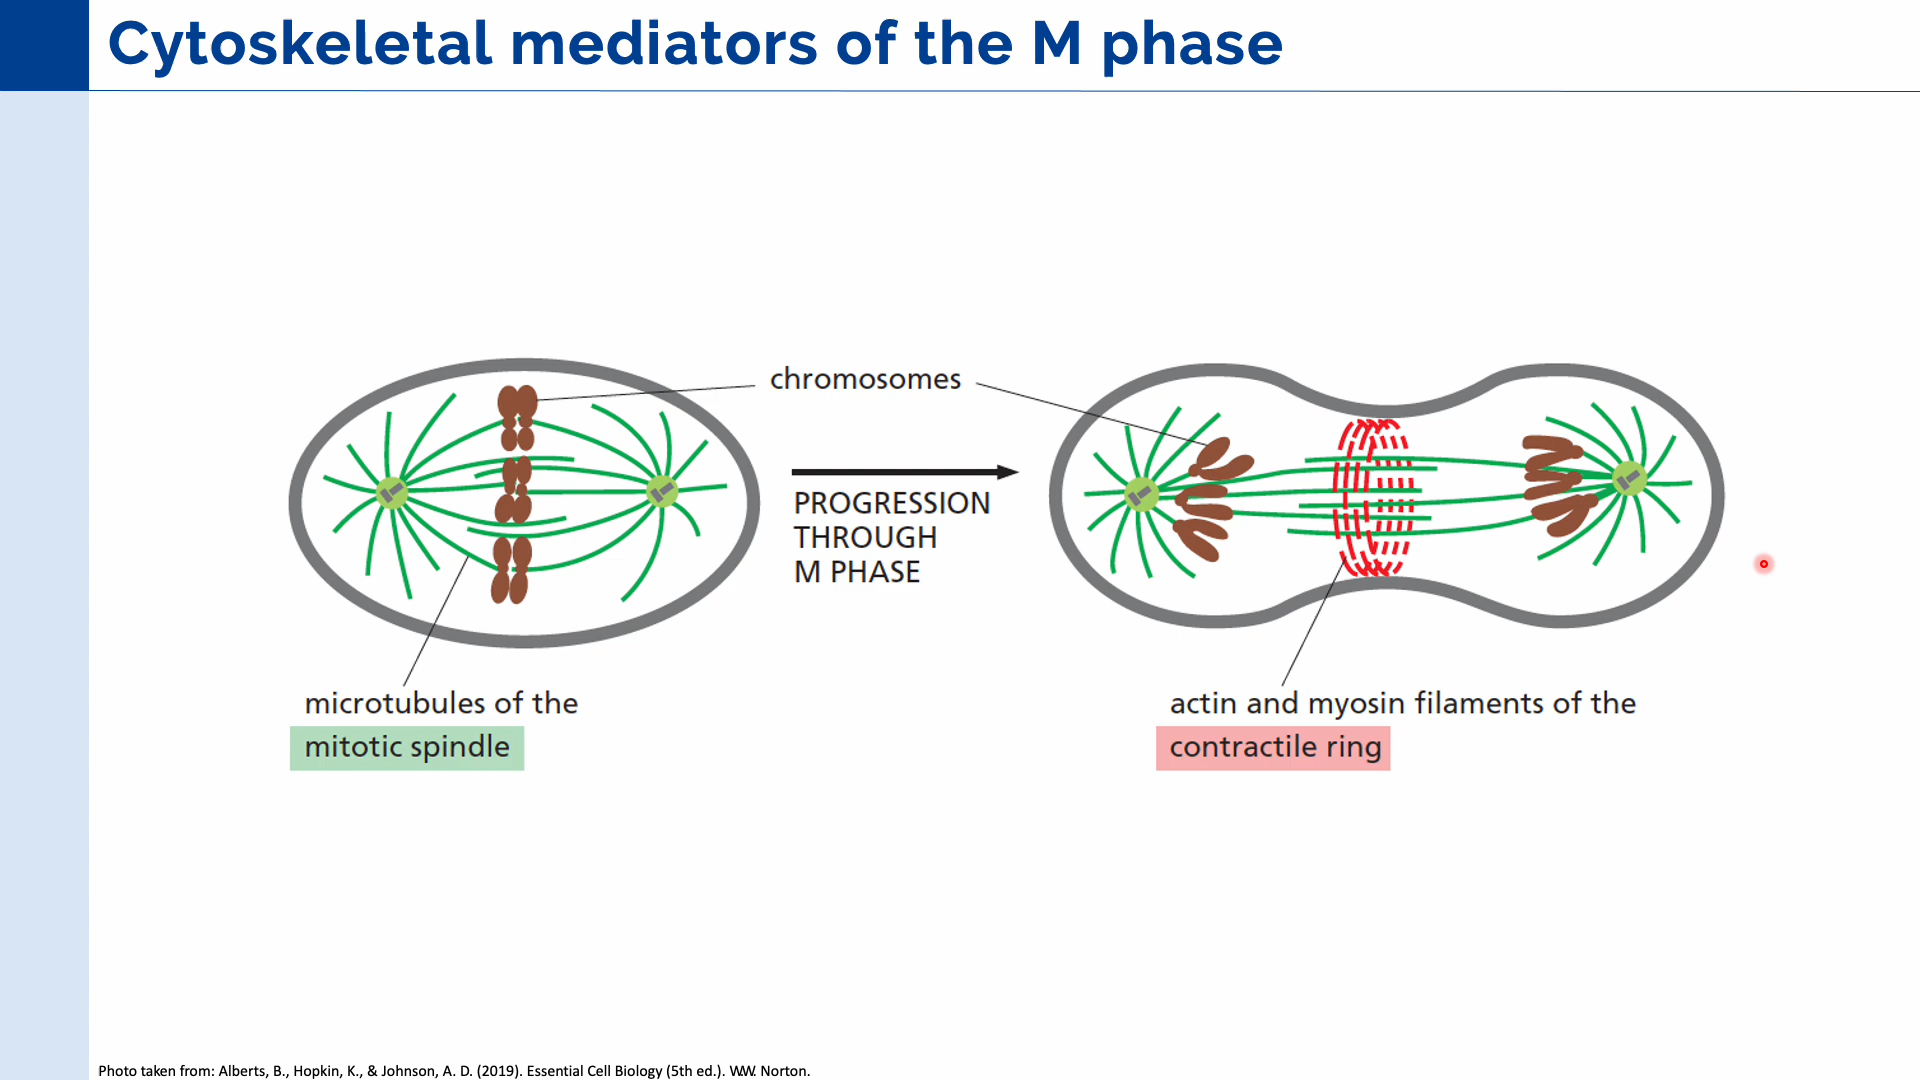 Cytoskeletal mediators of the M phase
chromosomes
PROGRESSION
THROUGH
M PHASE
microtubules of the
mitotic spindle
actin and myosin filaments of the
contractile ring
Photo taken from: Alberts, B., Hopkin, K., & Johnson, A. D. (2019). Essential Cell Biology (5th ed.). W.W. Norton.